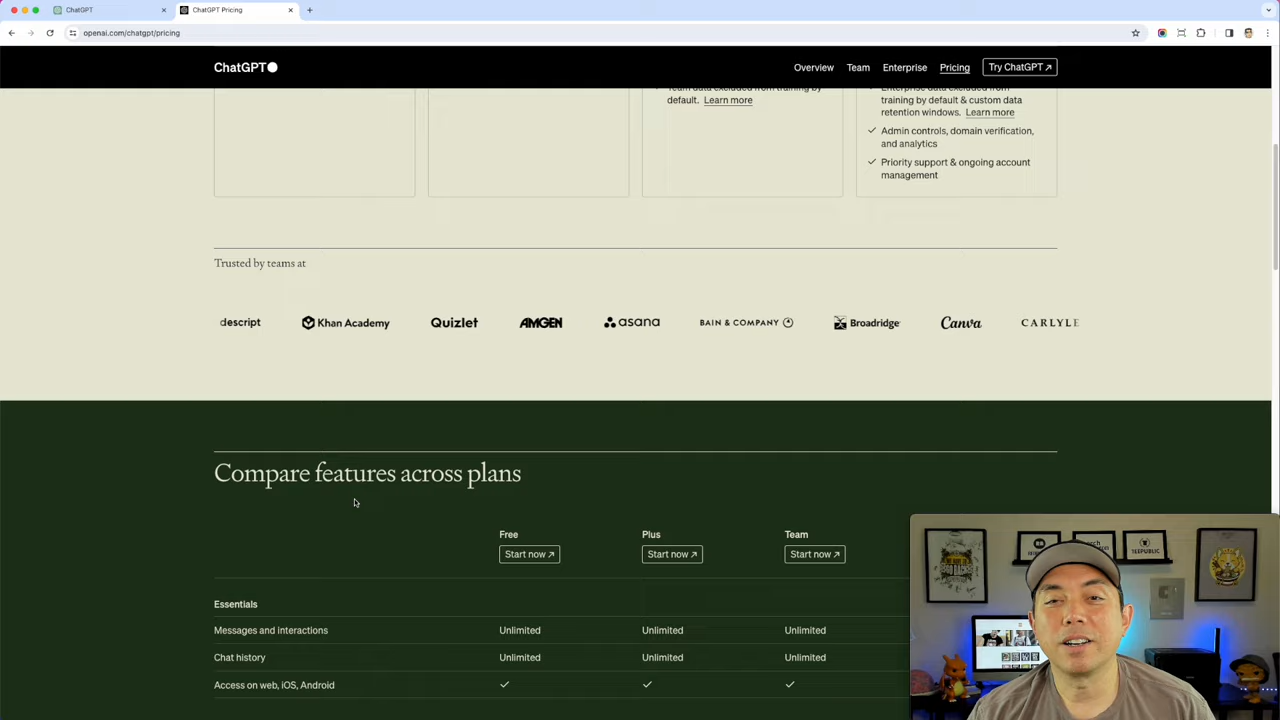 ChatGPT
ChatGPT Pricing
openai.com/chatgpt/pricing
ChatGPT
Overview
Team
Enterprise
Pricing
Try ChatGPT ↗
Team data excluded from training by
default. Learn more
Enterprise data excluded from
training by default & custom data
retention windows. Learn more
Admin controls, domain verification,
and analytics
Priority support & ongoing account
management
Trusted by teams at
descript
Khan Academy
Quizlet
AMGEN
asana
BAIN & COMPANY
Broadridge
Canva
CARLYLE
Compare features across plans
Free
Plus
Team
Start now ↗
Start now ↗
Start now ↗
Essentials
Messages and interactions
Unlimited
Unlimited
Unlimited
Chat history
Unlimited
Unlimited
Unlimited
Access on web, iOS, Android
TEEPUBLIC